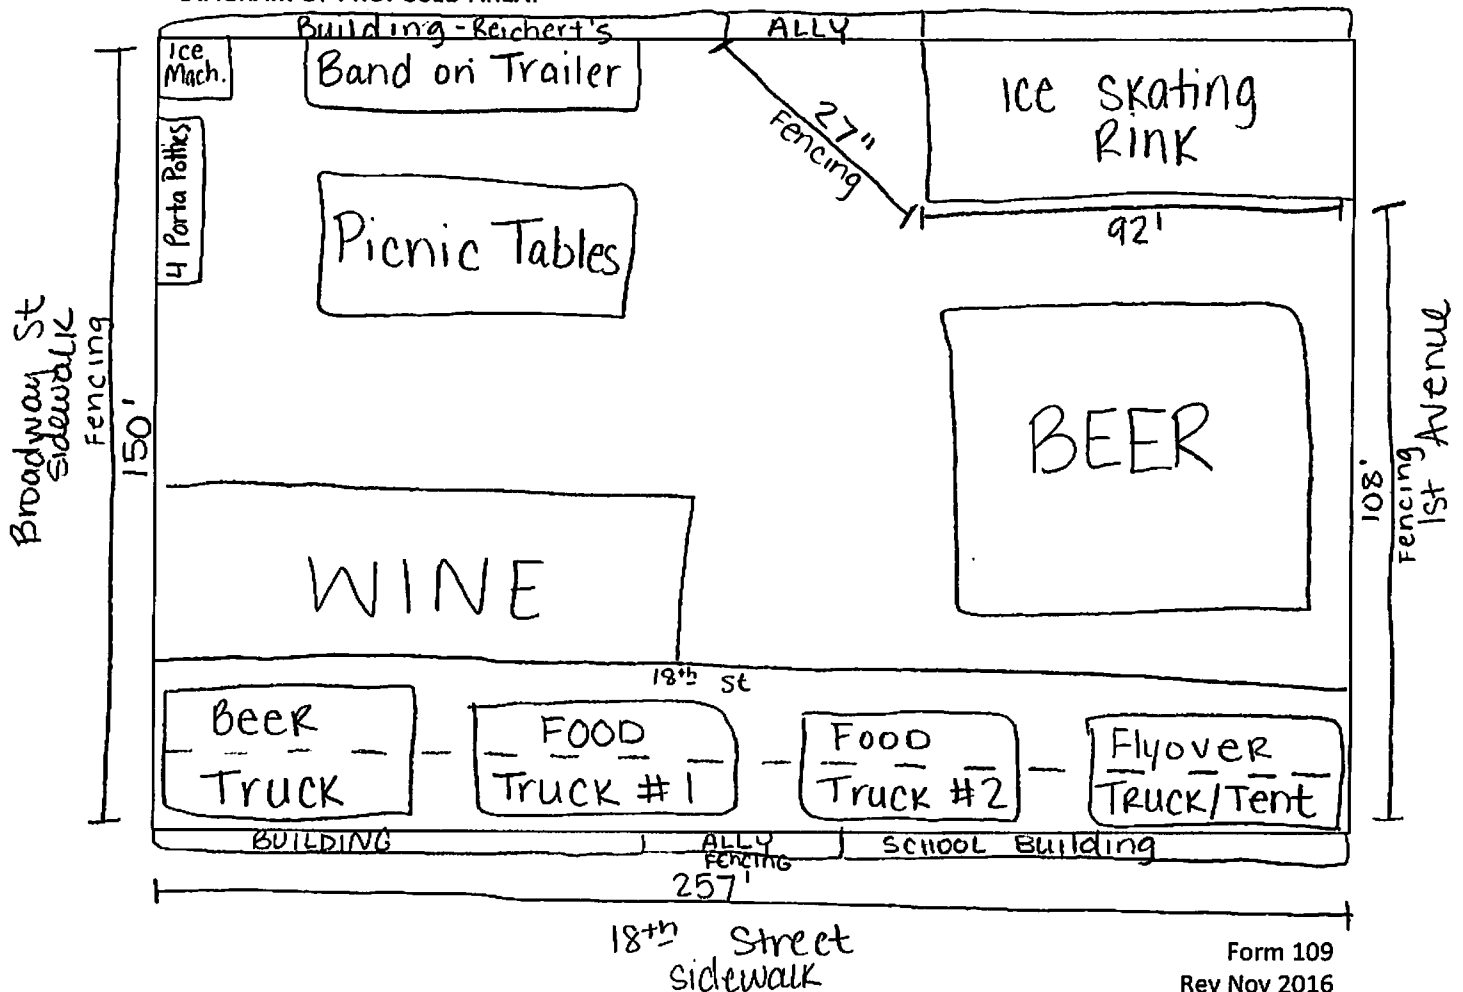 Building - Reichert's
ALLY
Ice
Mach.
Band on Trailer
Ice Skating
Rink
27"
Fencing
4 Porta Potties
92'
Picnic Tables
Broadway St
Sidewalk
Fencing
150'
BEER
108'
Fencing
1st Avenue
WINE
18th St
Beer
Truck
FOOD
Truck #1
Food
Truck #2
Flyover
Truck/Tent
BUILDING
ALLY
FENCING
SCHOOL Building
257'
18th Street
Sidewalk
Form 109
Rev Nov 2016